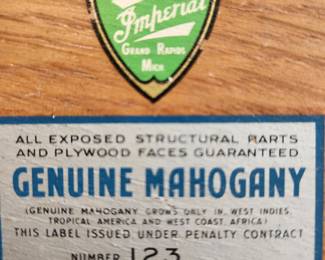 Imperial
GRAND RAPIDS
MICH.
ALL EXPOSED STRUCTURAL PARTS
AND PLYWOOD FACES GUARANTEED
GENUINE MAHOGANY
(GENUINE MAHOGANY GROWS ONLY IN WEST INDIES,
TROPICAL AMERICA AND WEST COAST AFRICA)
THIS LABEL ISSUED UNDER PENALTY CONTRACT
NUMBER 123